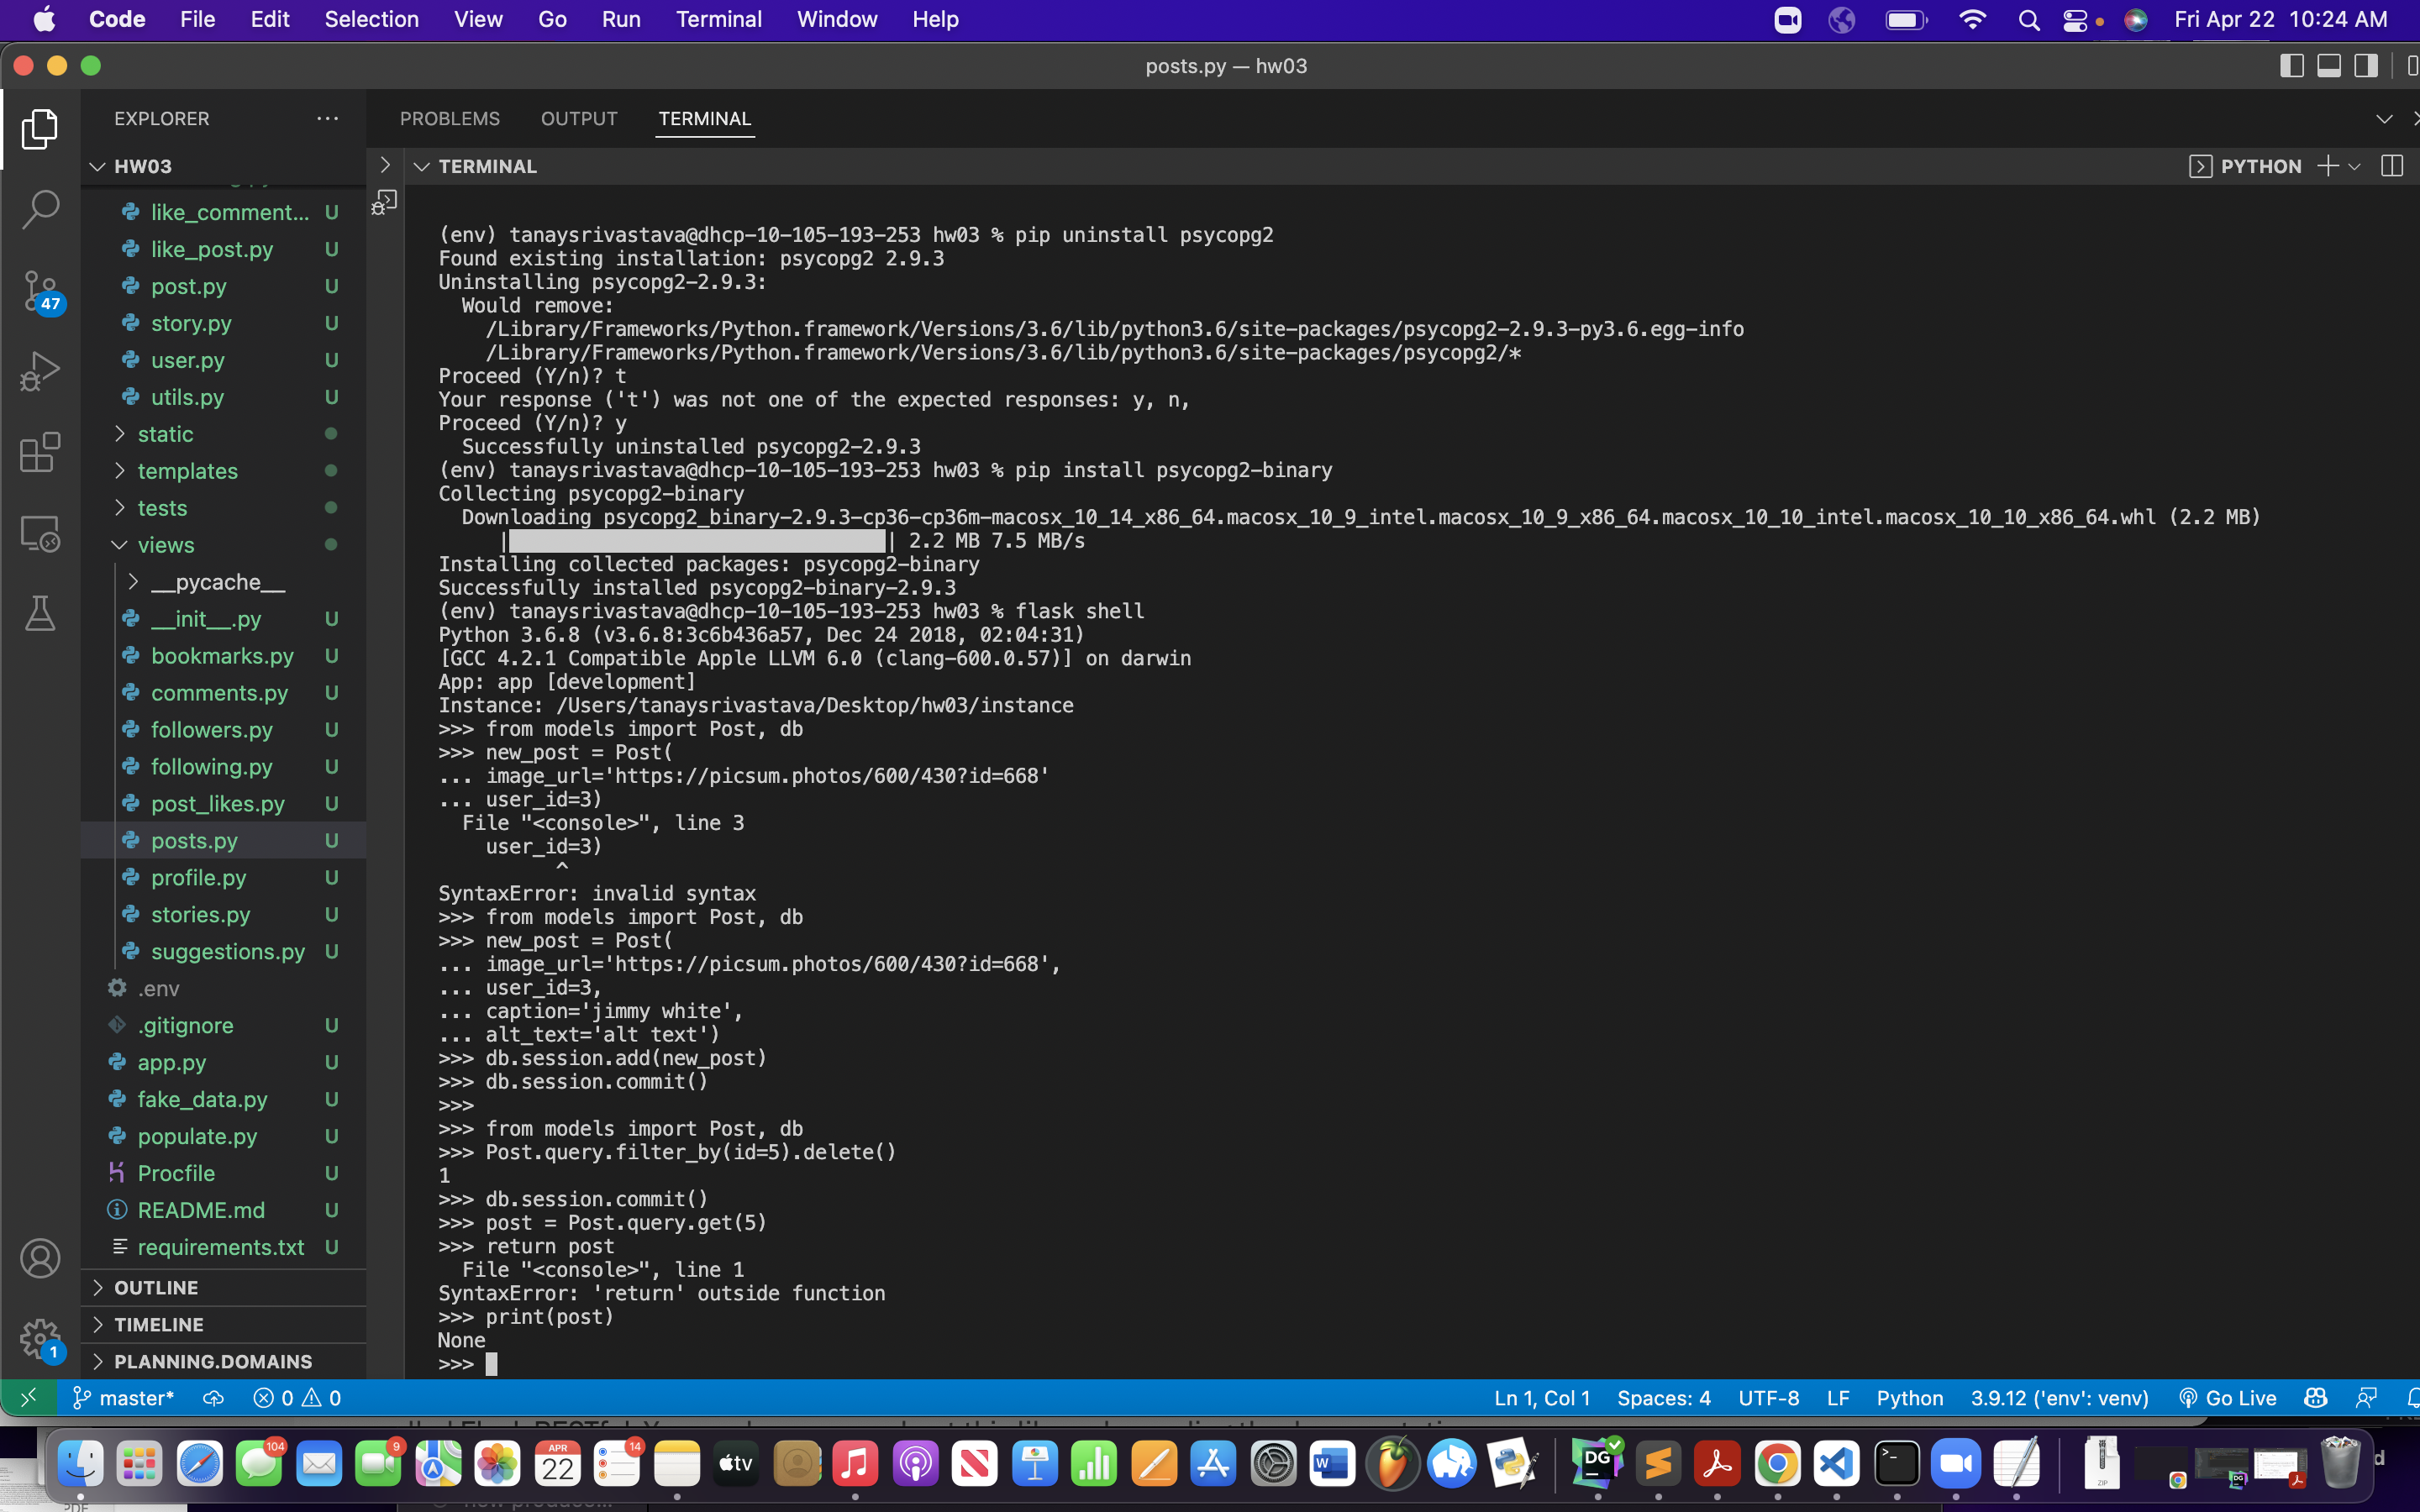 Code File Edit Selection View Go Run Terminal Window Help Fri Apr 22 10:24 AM
posts.py — hw03
EXPLORER ···
PROBLEMS OUTPUT TERMINAL
HW03
TERMINAL
PYTHON
like_comment... U
like_post.py U
post.py U
story.py U
user.py U
utils.py U
static
templates
tests
views
__pycache__
__init__.py U
bookmarks.py U
comments.py U
followers.py U
following.py U
post_likes.py U
posts.py U
profile.py U
stories.py U
suggestions.py U
.env
.gitignore U
app.py U
fake_data.py U
populate.py U
Procfile U
README.md U
requirements.txt U
OUTLINE
TIMELINE
PLANNING.DOMAINS
47
1
(env) tanaysrivastava@dhcp-10-105-193-253 hw03 % pip uninstall psycopg2
Found existing installation: psycopg2 2.9.3
Uninstalling psycopg2-2.9.3:
Would remove:
/Library/Frameworks/Python.framework/Versions/3.6/lib/python3.6/site-packages/psycopg2-2.9.3-py3.6.egg-info
/Library/Frameworks/Python.framework/Versions/3.6/lib/python3.6/site-packages/psycopg2/*
Proceed (Y/n)? t
Your response ('t') was not one of the expected responses: y, n,
Proceed (Y/n)? y
Successfully uninstalled psycopg2-2.9.3
(env) tanaysrivastava@dhcp-10-105-193-253 hw03 % pip install psycopg2-binary
Collecting psycopg2-binary
Downloading psycopg2_binary-2.9.3-cp36-cp36m-macosx_10_14_x86_64.macosx_10_9_intel.macosx_10_9_x86_64.macosx_10_10_intel.macosx_10_10_x86_64.whl (2.2 MB)
| | 2.2 MB 7.5 MB/s
Installing collected packages: psycopg2-binary
Successfully installed psycopg2-binary-2.9.3
(env) tanaysrivastava@dhcp-10-105-193-253 hw03 % flask shell
Python 3.6.8 (v3.6.8:3c6b436a57, Dec 24 2018, 02:04:31)
[GCC 4.2.1 Compatible Apple LLVM 6.0 (clang-600.0.57)] on darwin
App: app [development]
Instance: /Users/tanaysrivastava/Desktop/hw03/instance
>>> from models import Post, db
>>> new_post = Post(
... image_url='https://picsum.photos/600/430?id=668'
... user_id=3)
File "<console>", line 3
user_id=3)
^
SyntaxError: invalid syntax
>>> from models import Post, db
>>> new_post = Post(
... image_url='https://picsum.photos/600/430?id=668',
... user_id=3,
... caption='jimmy white',
... alt_text='alt text')
>>> db.session.add(new_post)
>>> db.session.commit()
>>>
>>> from models import Post, db
>>> Post.query.filter_by(id=5).delete()
1
>>> db.session.commit()
>>> post = Post.query.get(5)
>>> return post
File "<console>", line 1
SyntaxError: 'return' outside function
>>> print(post)
None
>>>
master* 0 0 Ln 1, Col 1 Spaces: 4 UTF-8 LF Python 3.9.12 ('env': venv) Go Live
104 9 APR 22 14 tv W DG >_ ZIP